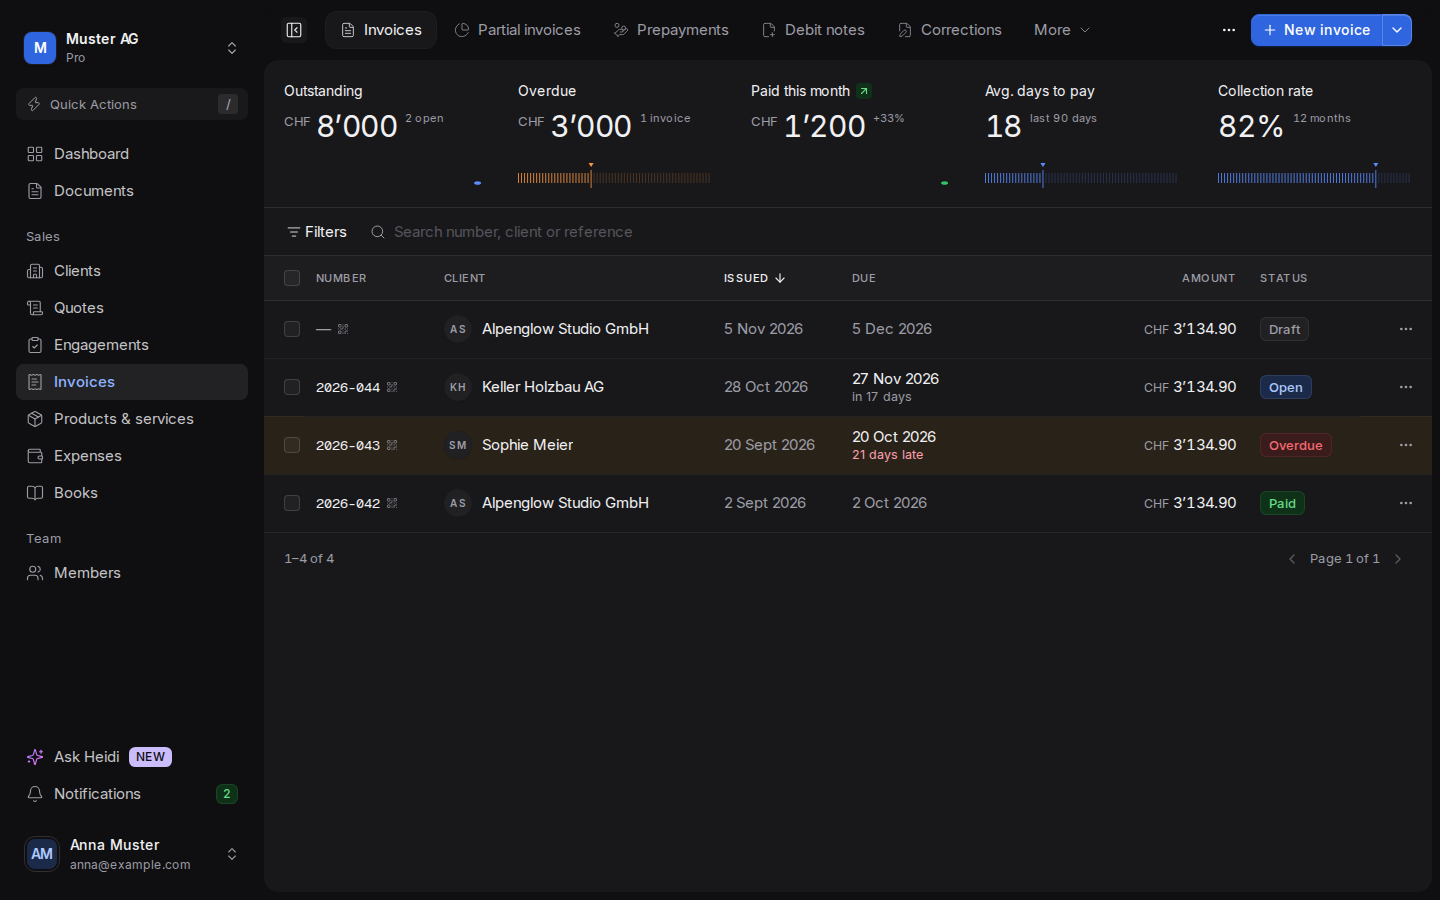 M
Muster AG
Pro
Quick Actions /
Dashboard
Documents
Sales
Clients
Quotes
Engagements
Invoices
Products & services
Expenses
Books
Team
Members
Ask Heidi NEW
Notifications 2
AM
Anna Muster
anna@example.com
Invoices Partial invoices Prepayments Debit notes Corrections More
New invoice
Outstanding
CHF 8’000 2 open
Overdue
CHF 3’000 1 invoice
Paid this month
CHF 1’200 +33%
Avg. days to pay
18 last 90 days
Collection rate
82% 12 months
Filters Search number, client or reference
NUMBER CLIENT ISSUED DUE AMOUNT STATUS
— AS Alpenglow Studio GmbH 5 Nov 2026 5 Dec 2026 CHF 3’134.90 Draft
2026-044 KH Keller Holzbau AG 28 Oct 2026 27 Nov 2026 CHF 3’134.90 Open
in 17 days
2026-043 SM Sophie Meier 20 Sept 2026 20 Oct 2026 CHF 3’134.90 Overdue
21 days late
2026-042 AS Alpenglow Studio GmbH 2 Sept 2026 2 Oct 2026 CHF 3’134.90 Paid
1–4 of 4 Page 1 of 1